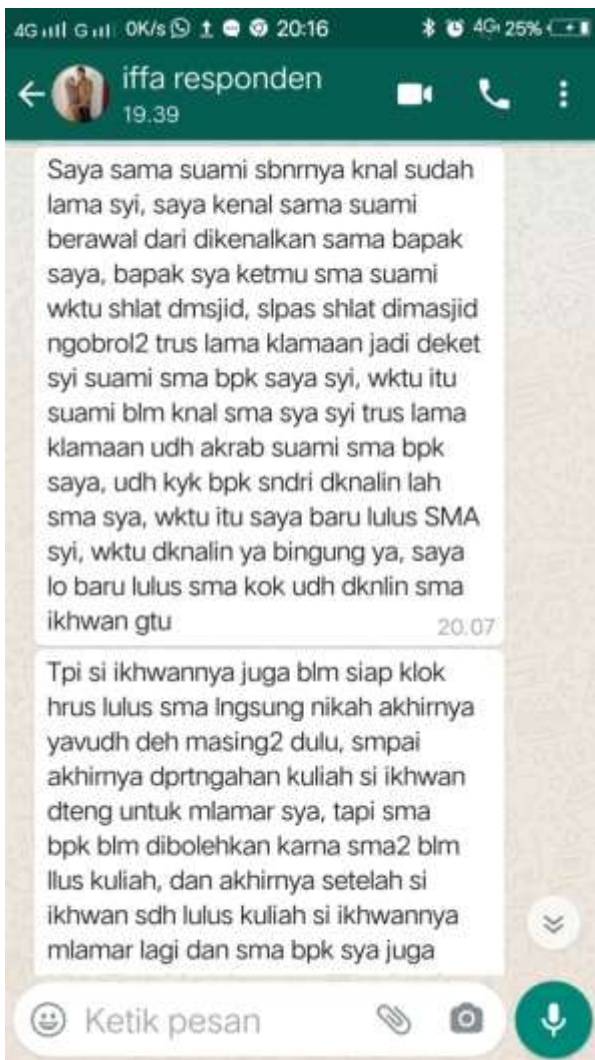 4G G 0K/s 20:16 4G 25%
iffa responden
19.39
Saya sama suami sbnrnya knal sudah
lama syi, saya kenal sama suami
berawal dari dikenalkan sama bapak
saya, bapak sya ketmu sma suami
wktu shlat dmsjid, slpas shlat dimasjid
ngobrol2 trus lama klamaan jadi deket
syi suami sma bpk saya syi, wktu itu
suami blm knal sma sya syi trus lama
klamaan udh akrab suami sma bpk
saya, udh kyk bpk sndri dknalin lah
sma sya, wktu itu saya baru lulus SMA
syi, wktu dknalin ya bingung ya, saya
lo baru lulus sma kok udh dknlin sma
ikhwan gtu
20.07
Tpi si ikhwannya juga blm siap klok
hrus lulus sma lngsung nikah akhirnya
yavudh deh masing2 dulu, smpai
akhirnya dprtngahan kuliah si ikhwan
dteng untuk mlamar sya, tapi sma
bpk blm dibolehkan karna sma2 blm
llus kuliah, dan akhirnya setelah si
ikhwan sdh lulus kuliah si ikhwannya
mlamar lagi dan sma bpk sya juga
Ketik pesan